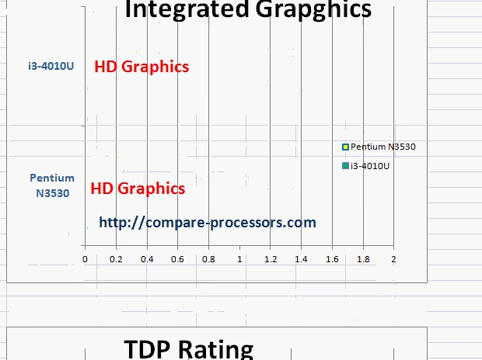 Integrated Grapghics
i3-4010U
HD Graphics
Pentium N3530
i3-4010U
Pentium
N3530
HD Graphics
http://compare-processors.com
0 0.2 0.4 0.6 0.8 1 1.2 1.4 1.6 1.8 2
TDP Rating